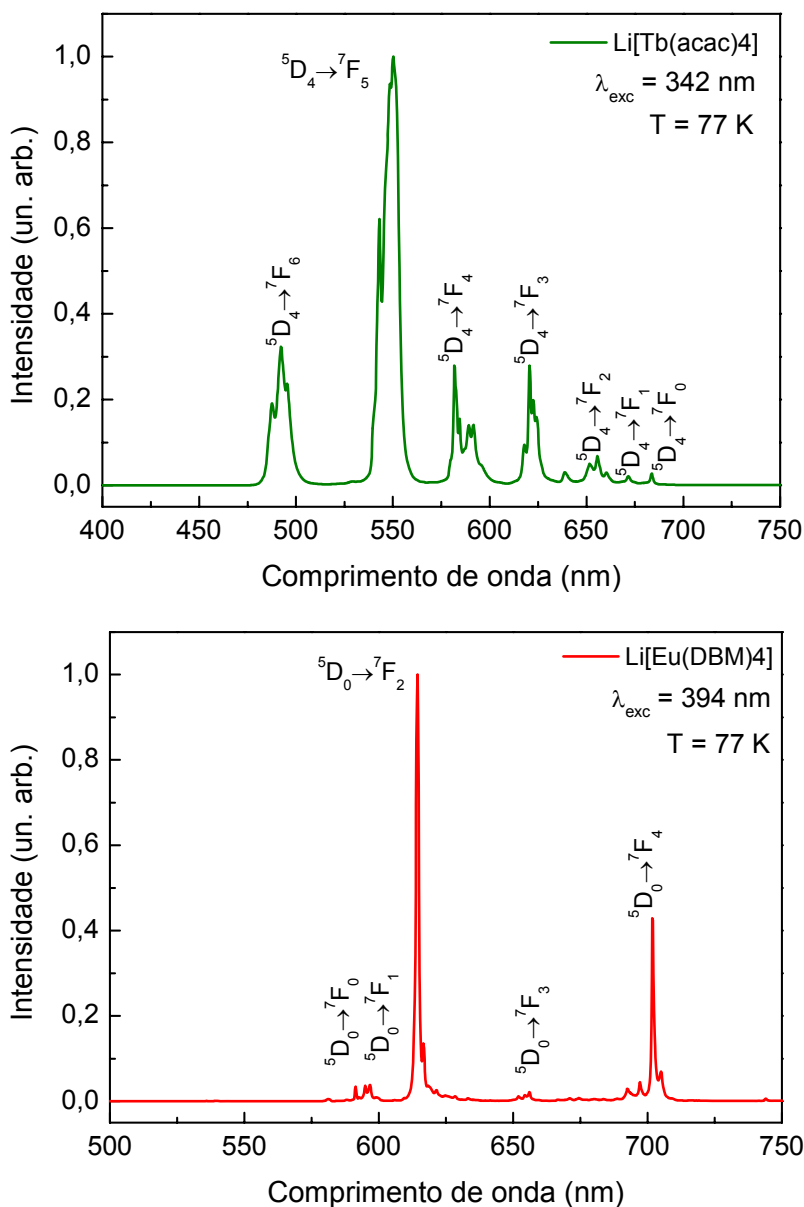 Li[Tb(acac)4]
λexc = 342 nm
T = 77 K
⁵D₄→⁷F₅
⁵D₄→⁷F₆
⁵D₄→⁷F₄
⁵D₄→⁷F₃
⁵D₄→⁷F₂
⁵D₄→⁷F₁
⁵D₄→⁷F₀
Intensidade (un. arb.)
1,0
0,8
0,6
0,4
0,2
0,0
400 450 500 550 600 650 700 750
Comprimento de onda (nm)
Li[Eu(DBM)4]
λexc = 394 nm
T = 77 K
⁵D₀→⁷F₂
⁵D₀→⁷F₀
⁵D₀→⁷F₁
⁵D₀→⁷F₃
⁵D₀→⁷F₄
Intensidade (un. arb.)
1,0
0,8
0,6
0,4
0,2
0,0
500 550 600 650 700 750
Comprimento de onda (nm)